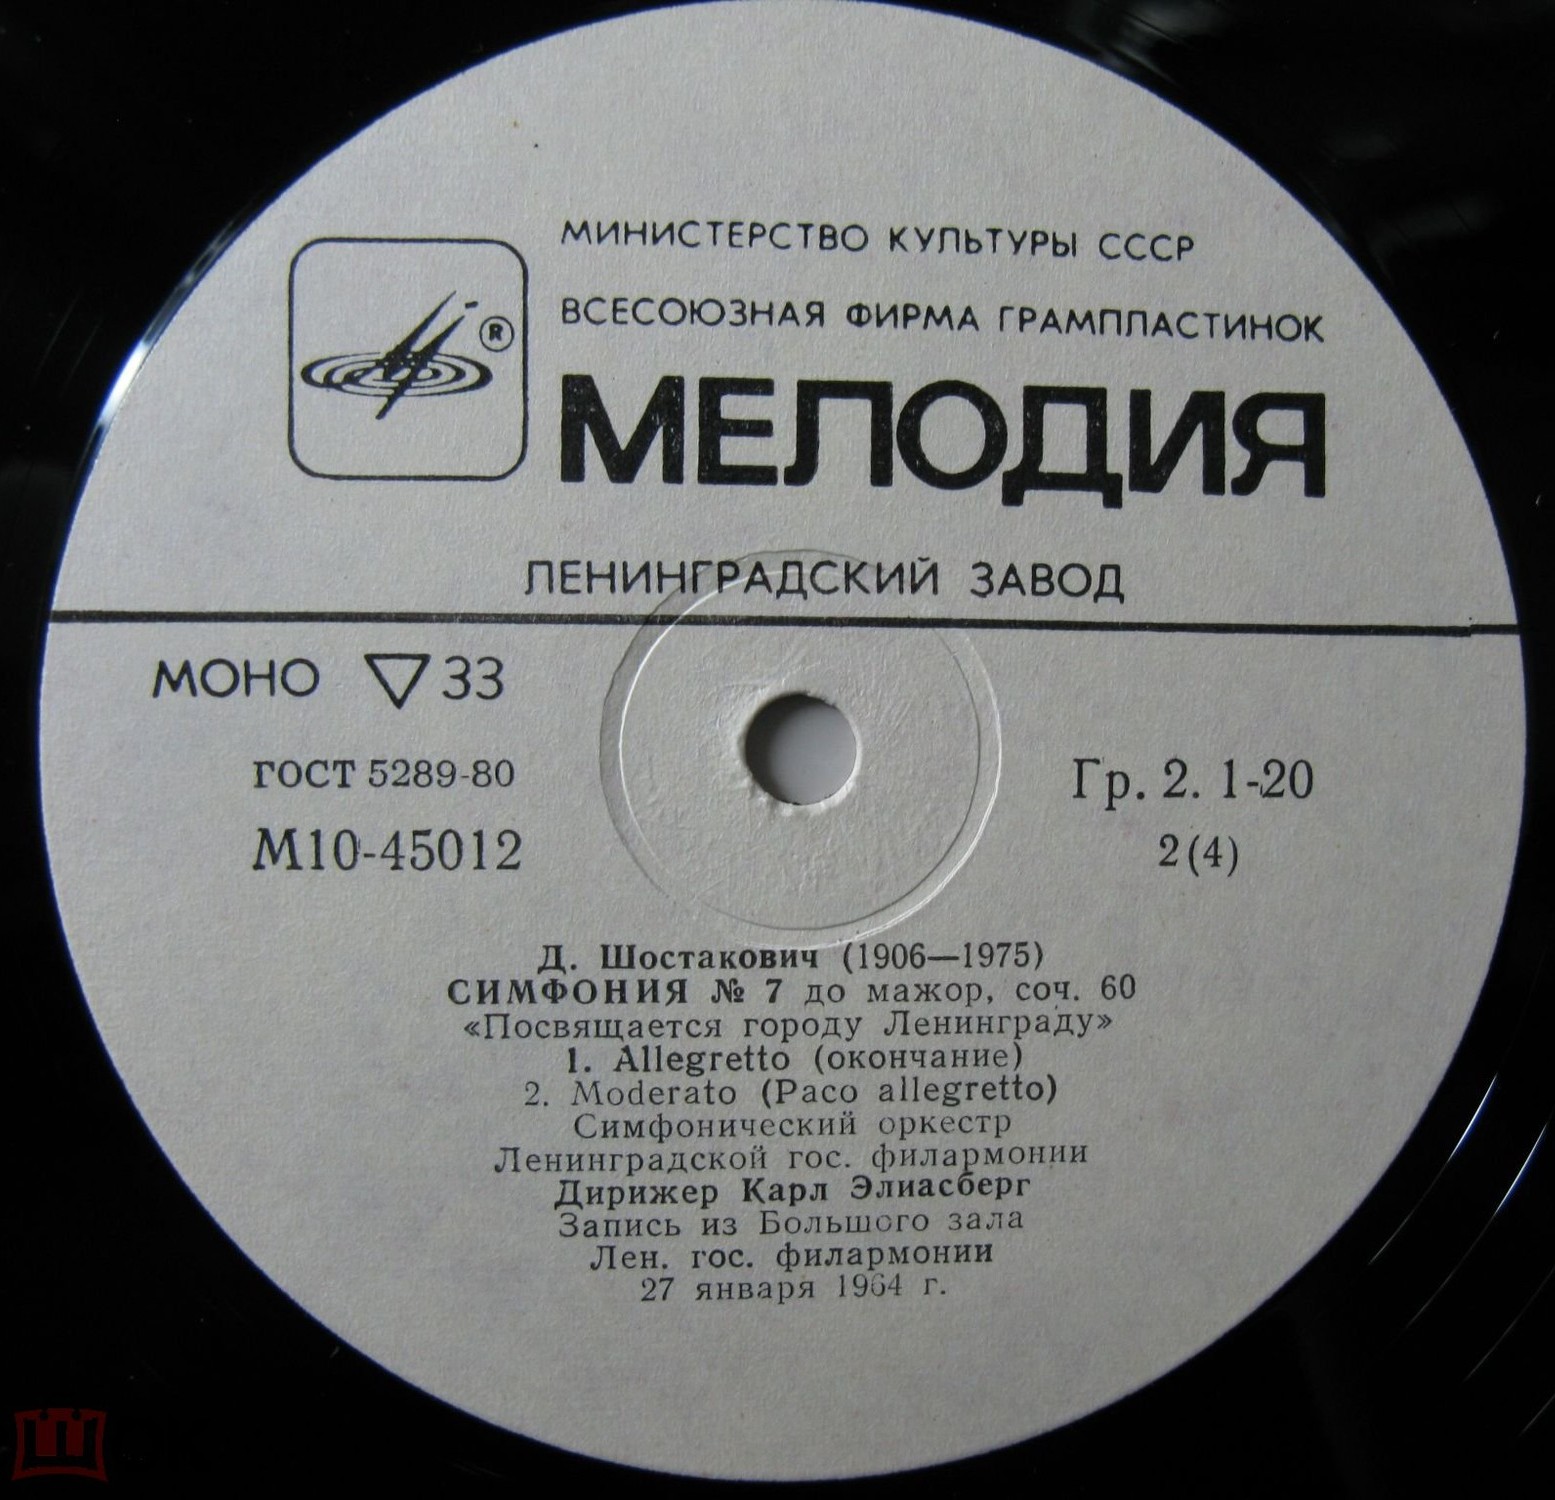 МИНИСТЕРСТВО КУЛЬТУРЫ СССР
ВСЕСОЮЗНАЯ ФИРМА ГРАМПЛАСТИНОК
®
МЕЛОДИЯ
ЛЕНИНГРАДСКИЙ ЗАВОД
МОНО ▽ 33
ГОСТ 5289-80
Гр. 2. 1-20
М10-45012
2(4)
Д. Шостакович (1906—1975)
СИМФОНИЯ № 7 до мажор, соч. 60
«Посвящается городу Ленинграду»
1. Allegretto (окончание)
2. Moderato (Paco allegretto)
Симфонический оркестр
Ленинградской гос. филармонии
Дирижер Карл Элиасберг
Запись из Большого зала
Лен. гос. филармонии
27 января 1964 г.